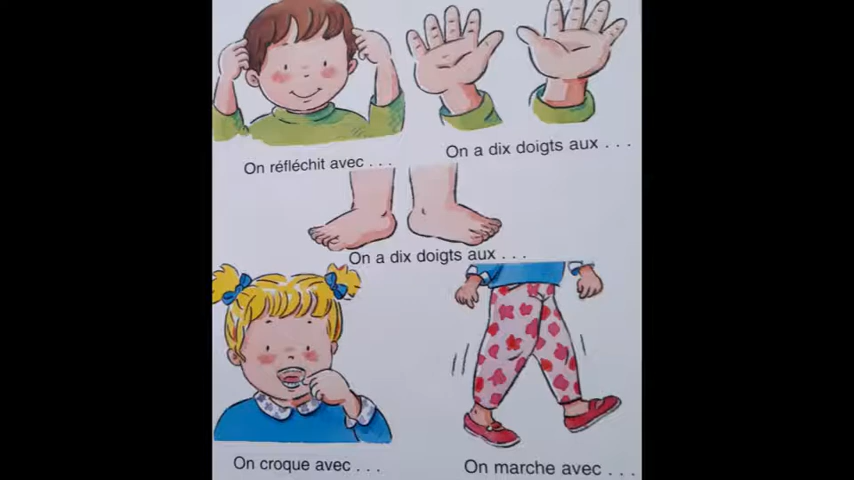 On réfléchit avec . . .
On a dix doigts aux . . .
On a dix doigts aux . . .
On croque avec . . .
On marche avec . . .